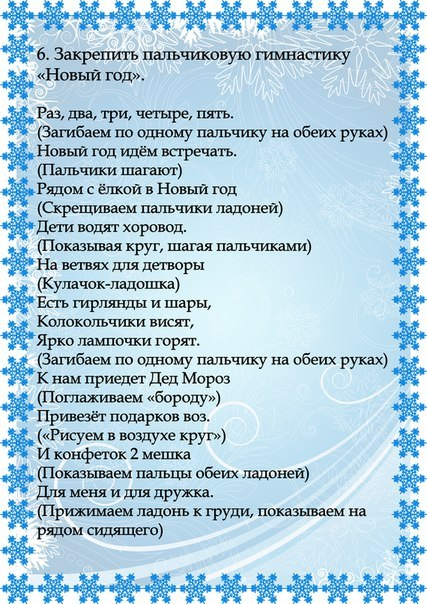 6. Закрепить пальчиковую гимнастику
«Новый год».
Раз, два, три, четыре, пять.
(Загибаем по одному пальчику на обеих руках)
Новый год идём встречать.
(Пальчики шагают)
Рядом с ёлкой в Новый год
(Скрещиваем пальчики ладоней)
Дети водят хоровод.
(Показывая круг, шагая пальчиками)
На ветвях для детворы
(Кулачок-ладошка)
Есть гирлянды и шары,
Колокольчики висят,
Ярко лампочки горят.
(Загибаем по одному пальчику на обеих руках)
К нам приедет Дед Мороз
(Поглаживаем «бороду»)
Привезёт подарков воз.
(«Рисуем в воздухе круг»)
И конфеток 2 мешка
(Показываем пальцы обеих ладоней)
Для меня и для дружка.
(Прижимаем ладонь к груди, показываем на
рядом сидящего)